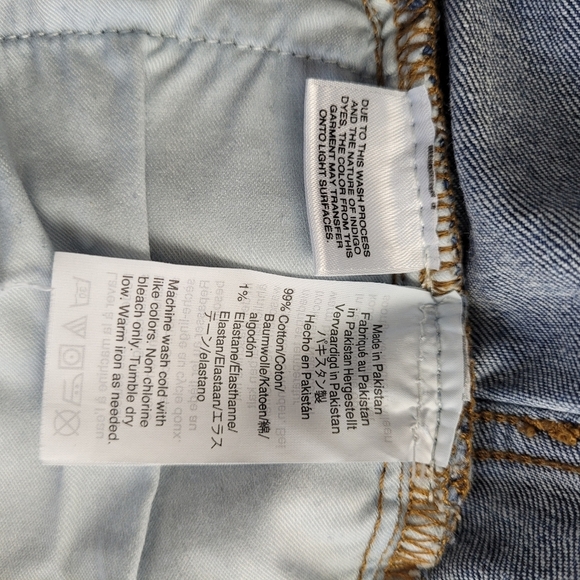 DUE TO THIS WASH PROCESS
AND THE NATURE OF INDIGO
DYES, THE COLOR FROM THIS
GARMENT MAY TRANSFER
ONTO LIGHT SURFACES.
Made in Pakistan
Fabriqué au Pakistan
in Pakistan Hergestellt
Vervaardigd in Pakistan
パキスタン製
Hecho en Pakistán
99% Cotton/Coton/
Baumwolle/Katoen/綿/
algodon
1% Elastane/Élasthanne/
Elastan/Elastaan/エラス
テーン/elastano
Machine wash cold with
like colors. Non chlorine
bleach only. Tumble dry
low. Warm iron as needed.